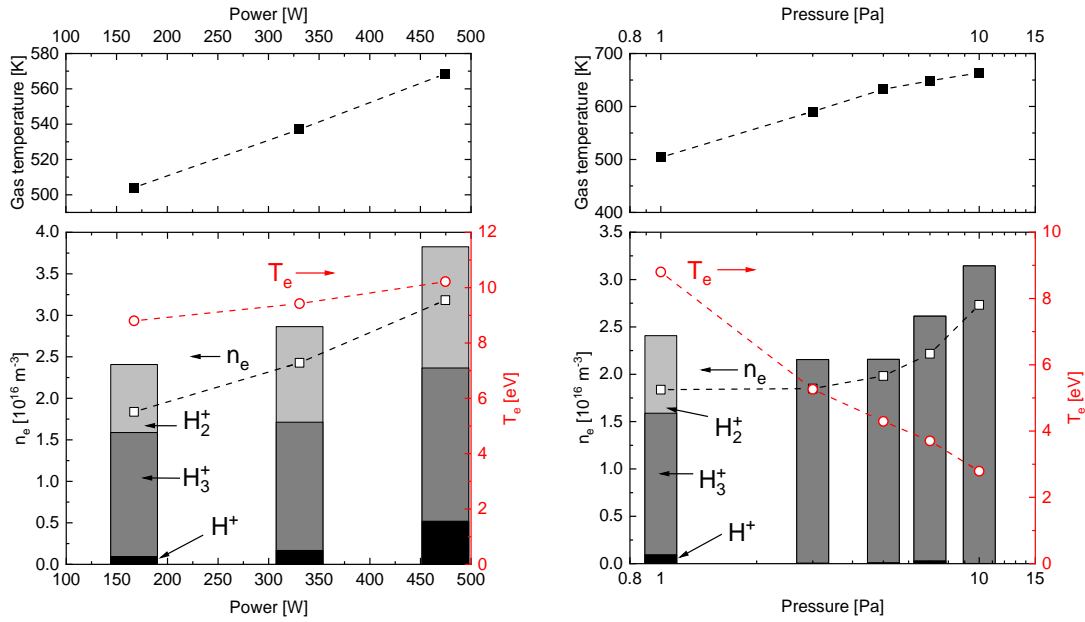 Power [W]
100 150 200 250 300 350 400 450 500
Gas temperature [K]
580
560
540
520
500
4.0
3.5
3.0
2.5
2.0
1.5
1.0
0.5
0.0
n_e [10^16 m^-3]
T_e
n_e
H_2^+
H_3^+
H^+
12
10
8
6
4
2
0
T_e [eV]
100 150 200 250 300 350 400 450 500
Power [W]
Pressure [Pa]
0.8 1 10 15
Gas temperature [K]
700
600
500
400
3.5
3.0
2.5
2.0
1.5
1.0
0.5
0.0
n_e [10^16 m^-3]
T_e
n_e
H_2^+
H_3^+
H^+
10
8
6
4
2
0
T_e [eV]
0.8 1 10 15
Pressure [Pa]